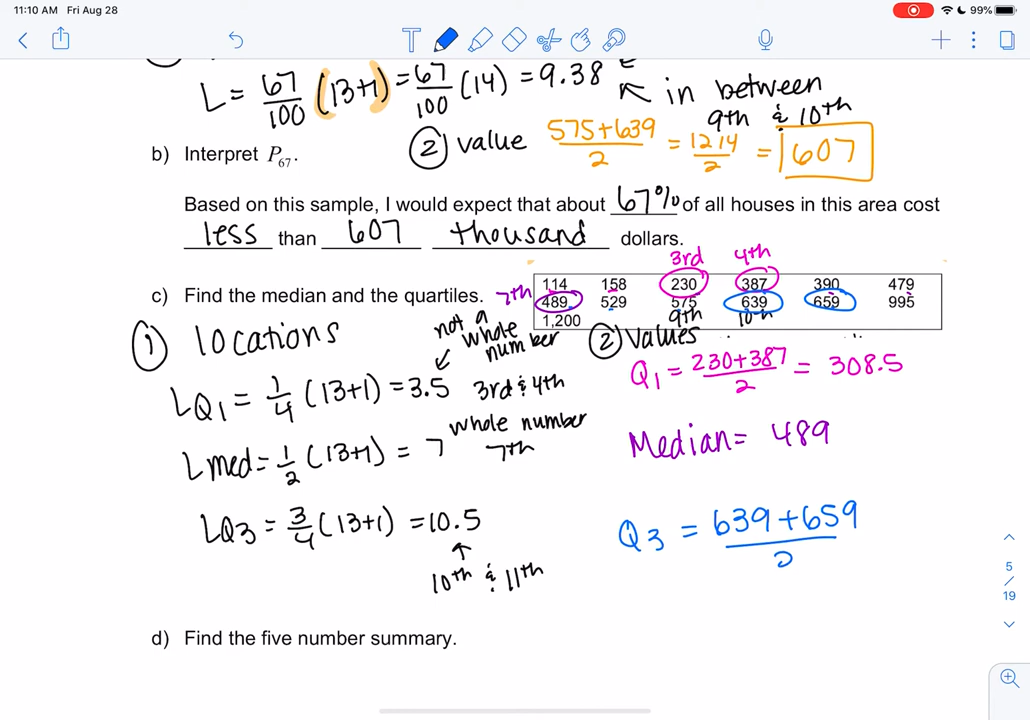 11:10 AM Fri Aug 28
99%
L = 67/100 (13+1) = 67/100 (14) = 9.38 ← in between
9th & 10th
② value 575+639/2 = 1214/2 = 607
b) Interpret P67.
Based on this sample, I would expect that about 67% of all houses in this area cost
less than 607 thousand dollars.
3rd 4th
c) Find the median and the quartiles.
114 158 230 387 390 479
7th 489 529 575 639 659 995
1,200
9th 10th
① locations
not a whole number
② values
LQ1 = 1/4 (13+1) = 3.5 3rd & 4th
Q1 = 230+387/2 = 308.5
whole number
Lmed = 1/2 (13+1) = 7 7th
Median = 489
LQ3 = 3/4 (13+1) = 10.5
Q3 = 639+659/2
10th & 11th
d) Find the five number summary.
5
/
19